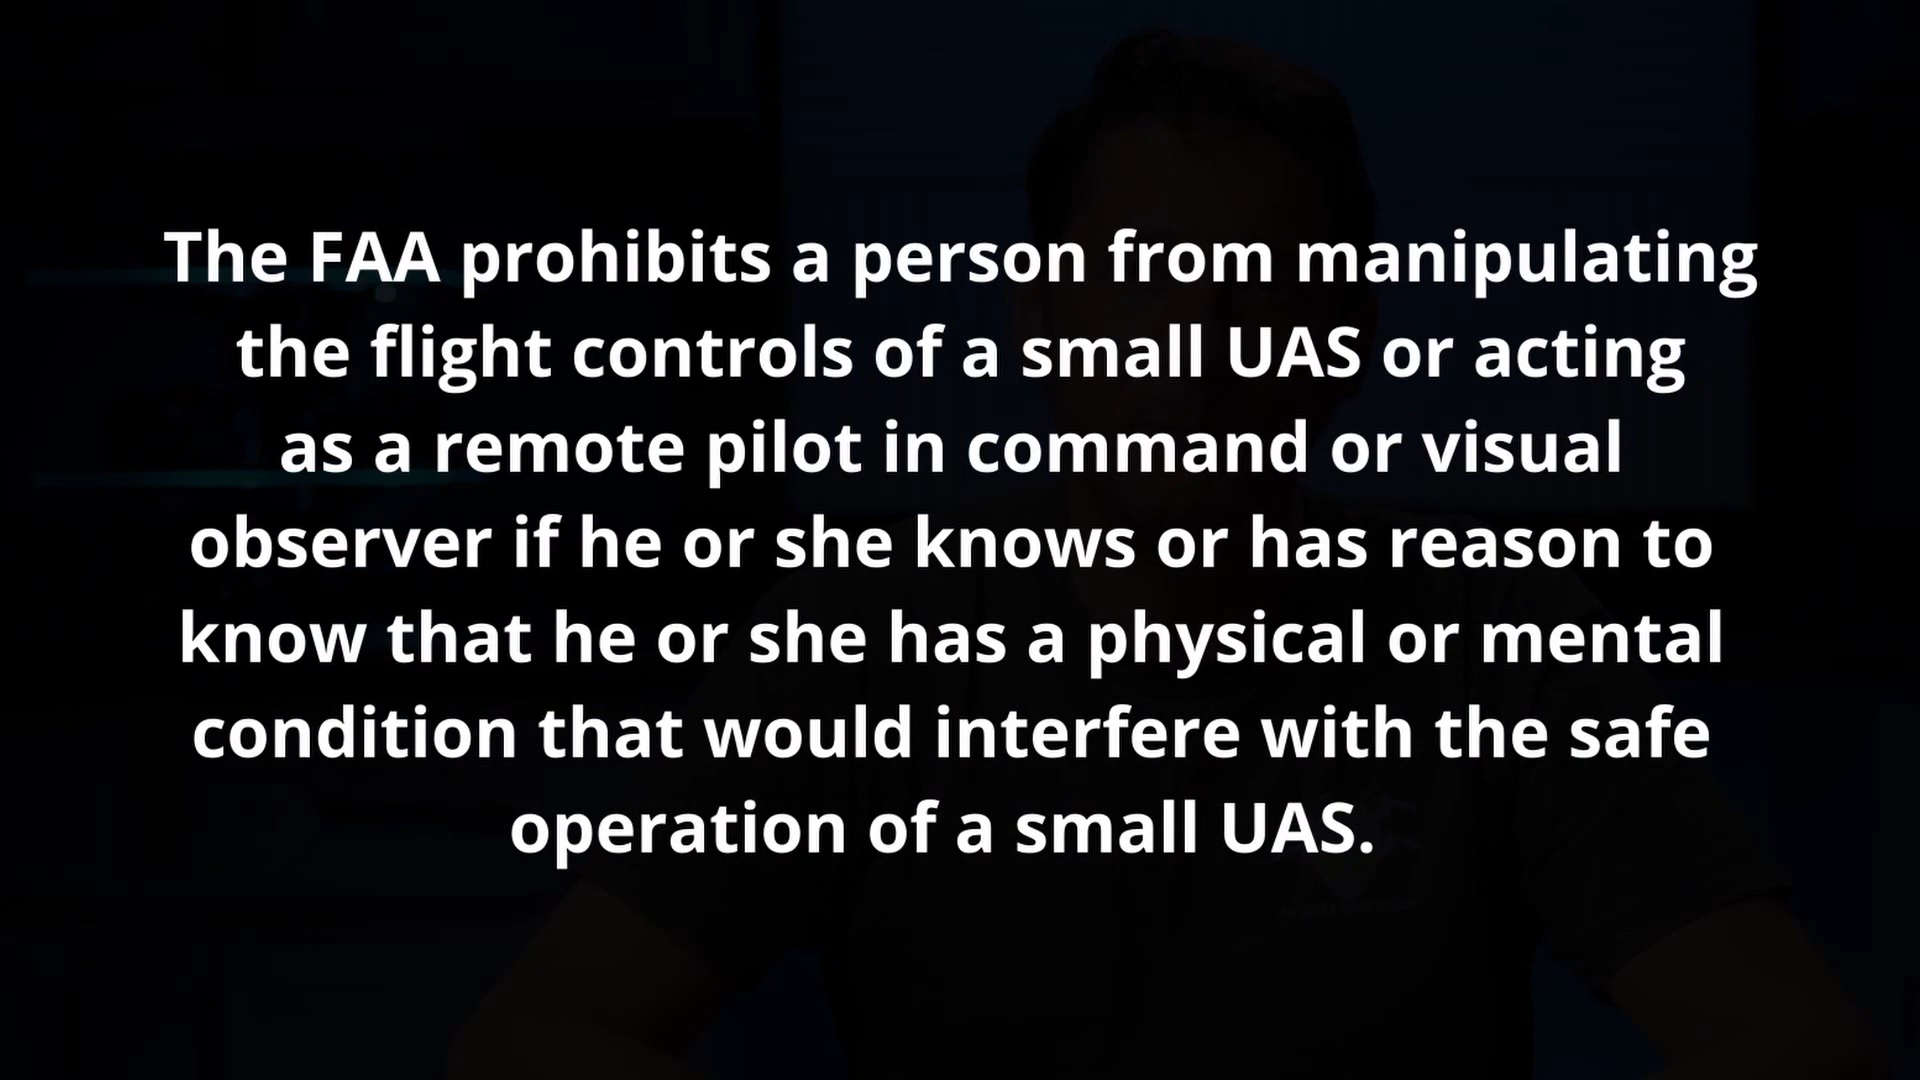 The FAA prohibits a person from manipulating
the flight controls of a small UAS or acting
as a remote pilot in command or visual
observer if he or she knows or has reason to
know that he or she has a physical or mental
condition that would interfere with the safe
operation of a small UAS.